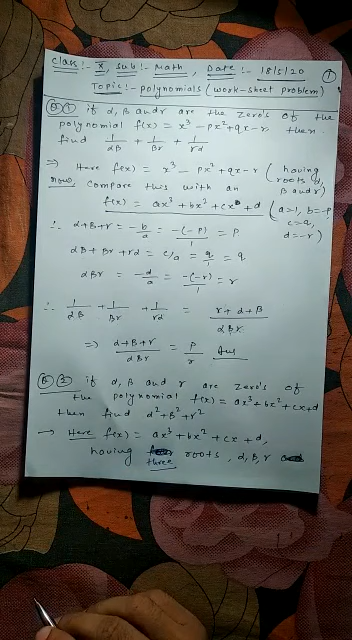 Class:- X, Sub:- Math, Date:- 18/5/20 ①
Topic:- polynomials (work-sheet problem)
Q① if α, β and γ are the zero's of the
polynomial f(x) = x³ - px² + qx - r, then
find 1/αβ + 1/βγ + 1/γα
⇒ Here f(x) = x³ - px² + qx - r (having roots α, β and γ)
now, compare this with an
f(x) = ax³ + bx² + cx + d (a=1, b=-p, c=q, d=-r)
∴ α+β+γ = -b/a = -(-p)/1 = p
αβ + βγ + γα = c/a = q/1 = q
αβγ = -d/a = -(-r)/1 = r
∴ 1/αβ + 1/βγ + 1/γα = γ+α+β/αβγ
⇒ α+β+γ/αβγ = p/r Ans
Q② if α, β and γ are zero's of
the polynomial f(x) = ax³+bx²+cx+d
then find α²+β²+γ²
→ Here f(x) = ax³ + bx² + cx + d,
having three roots, α, β, γ